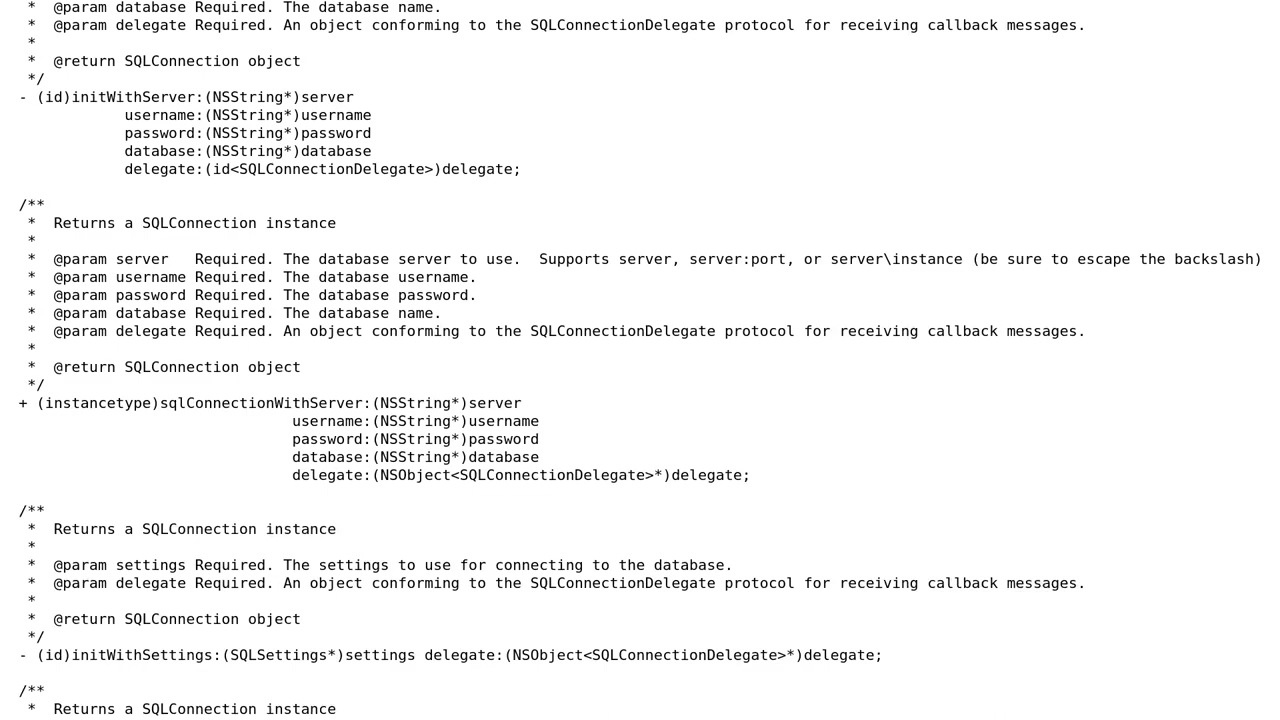 *  @param database Required. The database name.
 *  @param delegate Required. An object conforming to the SQLConnectionDelegate protocol for receiving callback messages.
 *
 *  @return SQLConnection object
 */
- (id)initWithServer:(NSString*)server
            username:(NSString*)username
            password:(NSString*)password
            database:(NSString*)database
            delegate:(id<SQLConnectionDelegate>)delegate;

/**
 *  Returns a SQLConnection instance
 *
 *  @param server   Required. The database server to use.  Supports server, server:port, or server\instance (be sure to escape the backslash)
 *  @param username Required. The database username.
 *  @param password Required. The database password.
 *  @param database Required. The database name.
 *  @param delegate Required. An object conforming to the SQLConnectionDelegate protocol for receiving callback messages.
 *
 *  @return SQLConnection object
 */
+ (instancetype)sqlConnectionWithServer:(NSString*)server
                               username:(NSString*)username
                               password:(NSString*)password
                               database:(NSString*)database
                               delegate:(NSObject<SQLConnectionDelegate>*)delegate;

/**
 *  Returns a SQLConnection instance
 *
 *  @param settings Required. The settings to use for connecting to the database.
 *  @param delegate Required. An object conforming to the SQLConnectionDelegate protocol for receiving callback messages.
 *
 *  @return SQLConnection object
 */
- (id)initWithSettings:(SQLSettings*)settings delegate:(NSObject<SQLConnectionDelegate>*)delegate;

/**
 *  Returns a SQLConnection instance